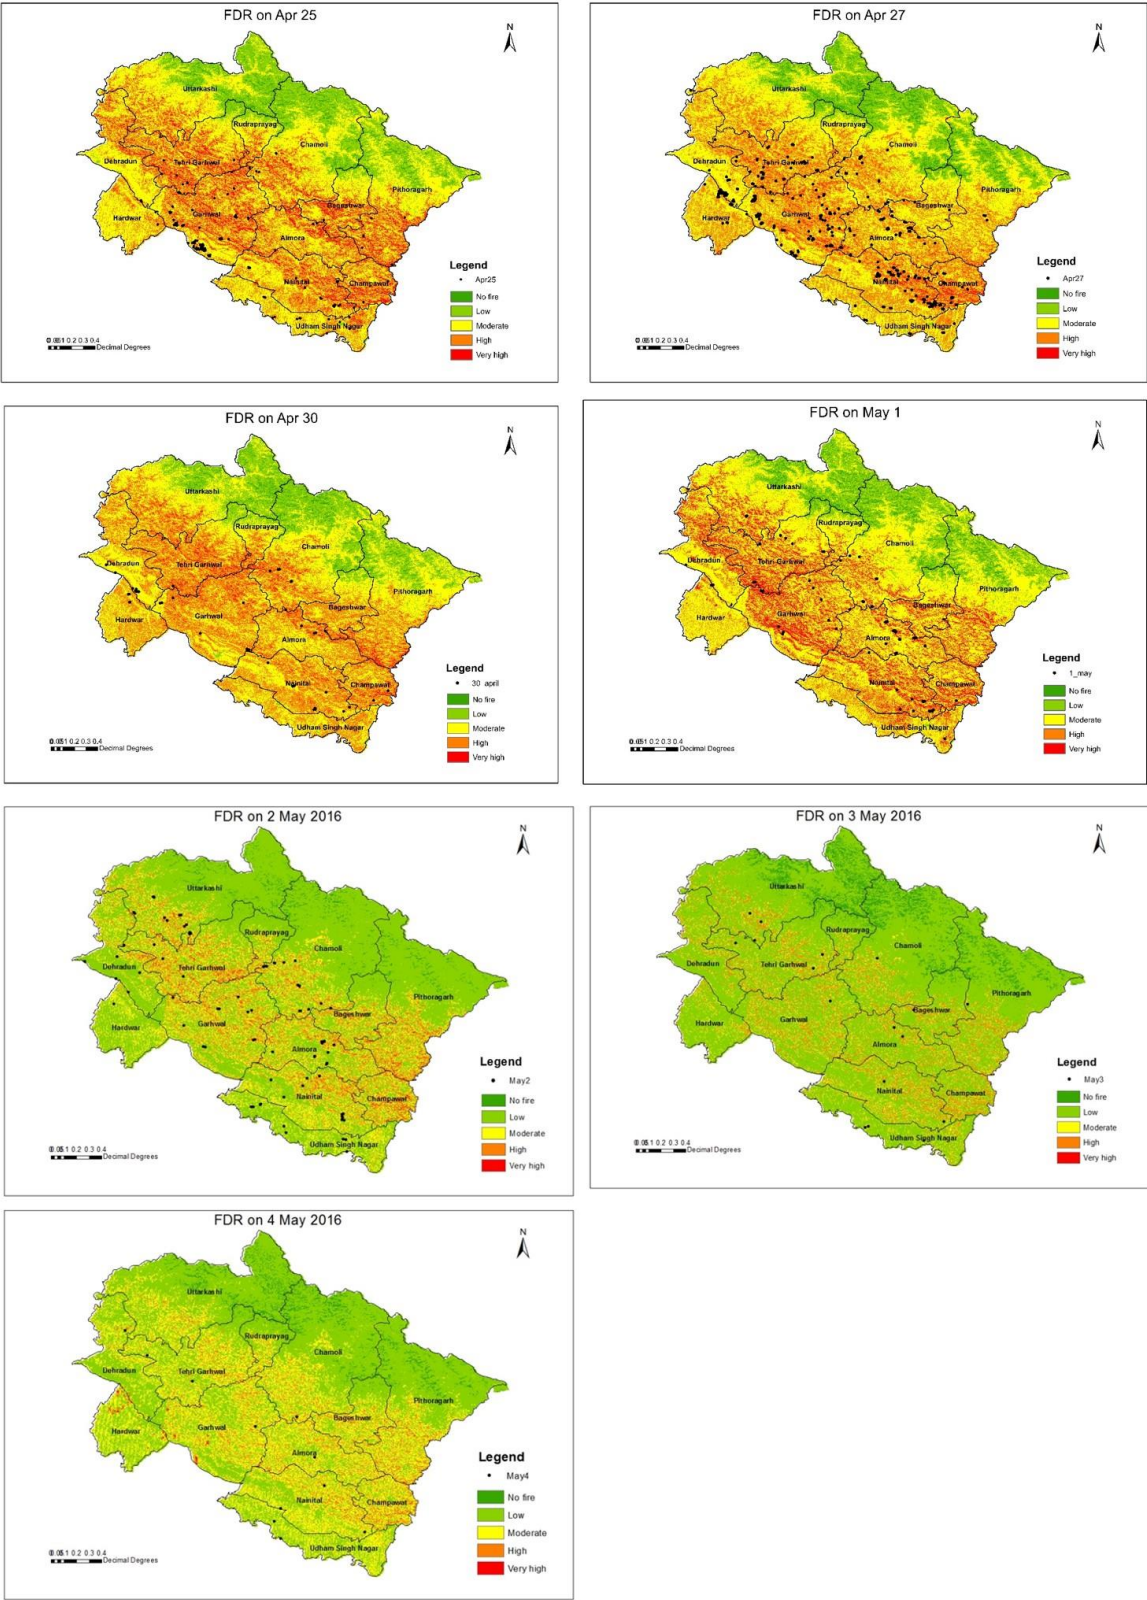 FDR on Apr 25
N
Uttarkashi
Rudraprayag
Chamoli
Dehradun
Tehri Garhwal
Pithoragarh
Bageshwar
Hardwar
Garhwal
Almora
Nainital
Champawat
Udham Singh Nagar
Legend
Apr25
No fire
Low
Moderate
High
Very high
Decimal Degrees
FDR on Apr 27
N
Uttarkashi
Rudraprayag
Chamoli
Dehradun
Tehri Garhwal
Pithoragarh
Bageshwar
Hardwar
Garhwal
Almora
Nainital
Champawat
Udham Singh Nagar
Legend
Apr27
No fire
Low
Moderate
High
Very high
Decimal Degrees
FDR on Apr 30
N
Uttarkashi
Rudraprayag
Chamoli
Dehradun
Tehri Garhwal
Pithoragarh
Bageshwar
Hardwar
Garhwal
Almora
Nainital
Champawat
Udham Singh Nagar
Legend
30_april
No fire
Low
Moderate
High
Very high
Decimal Degrees
FDR on May 1
N
Uttarkashi
Rudraprayag
Chamoli
Dehradun
Tehri Garhwal
Pithoragarh
Bageshwar
Hardwar
Garhwal
Almora
Nainital
Champawat
Udham Singh Nagar
Legend
1_may
No fire
Low
Moderate
High
Very high
Decimal Degrees
FDR on 2 May 2016
N
Uttarkashi
Rudraprayag
Chamoli
Dehradun
Tehri Garhwal
Pithoragarh
Bageshwar
Hardwar
Garhwal
Almora
Nainital
Champawat
Udham Singh Nagar
Legend
May2
No fire
Low
Moderate
High
Very high
Decimal Degrees
FDR on 3 May 2016
N
Uttarkashi
Rudraprayag
Chamoli
Dehradun
Tehri Garhwal
Pithoragarh
Bageshwar
Hardwar
Garhwal
Almora
Nainital
Champawat
Udham Singh Nagar
Legend
May3
No fire
Low
Moderate
High
Very high
Decimal Degrees
FDR on 4 May 2016
N
Uttarkashi
Rudraprayag
Chamoli
Dehradun
Tehri Garhwal
Pithoragarh
Bageshwar
Hardwar
Garhwal
Almora
Nainital
Champawat
Udham Singh Nagar
Legend
May4
No fire
Low
Moderate
High
Very high
Decimal Degrees